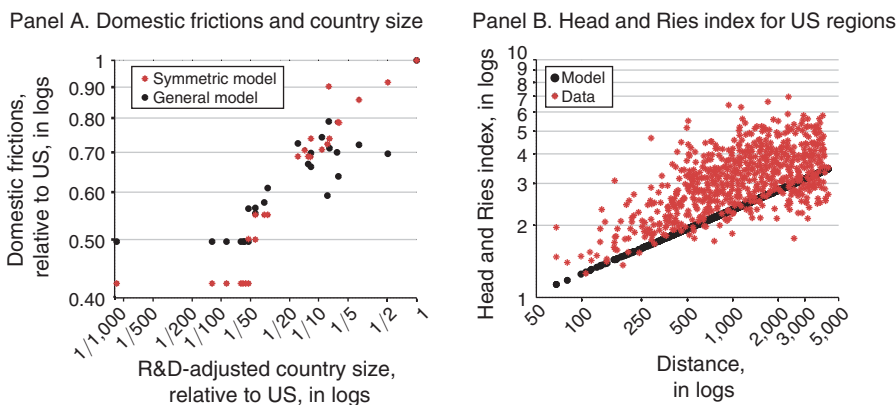 Panel A. Domestic frictions and country size
Domestic frictions,
relative to US, in logs
1
0.90
0.80
0.70
0.60
0.50
0.40
Symmetric model
General model
1/1,000
1/500
1/200
1/100
1/50
1/20
1/10
1/5
1/2
1
R&D-adjusted country size,
relative to US, in logs
Panel B. Head and Ries index for US regions
Head and Ries index, in logs
10
9
8
7
6
5
4
3
2
1
Model
Data
50
100
250
500
1,000
2,000
3,000
5,000
Distance,
in logs